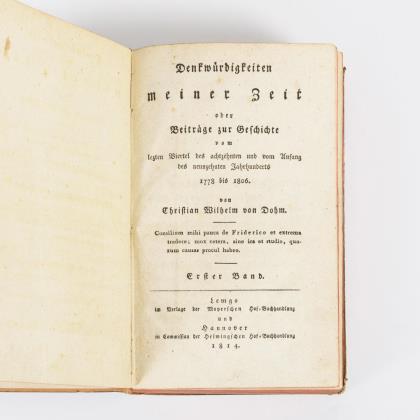 Denkwürdigkeiten
meiner Zeit
oder
Beiträge zur Geschichte
vom
lezten Viertel des achtzehnten und vom Anfang
des neunzehnten Jahrhunderts
1778 bis 1806.
von
Christian Wilhelm von Dohm.
Consilium mihi pauca de Friderico et extrema
tradere; mox cetera, sine ira et studio, quo-
rum causas procul habeo.
Erster Band.
Lemgo
im Verlage der Meyerschen Hof-Buchhandlung
und
Hannover
in Commission der Helwingschen Hof-Buchhandlung
1814.